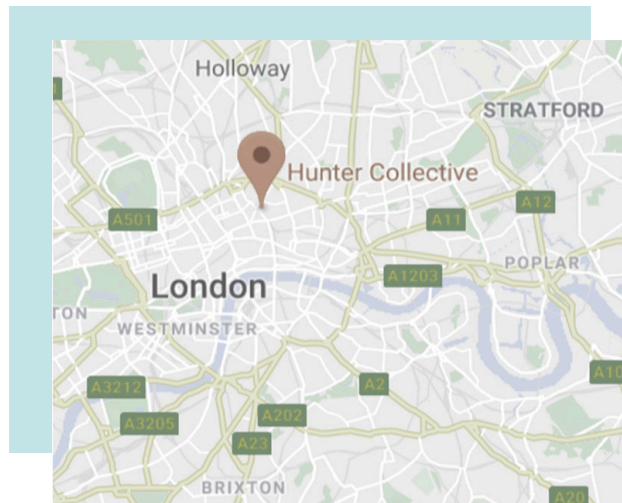 Holloway
STRATFORD
Hunter Collective
A501
A11
A12
POPLAR
A1203
London
TON
WESTMINSTER
A3212
A2
A10
A3205
A202
A23
BRIXTON
A20